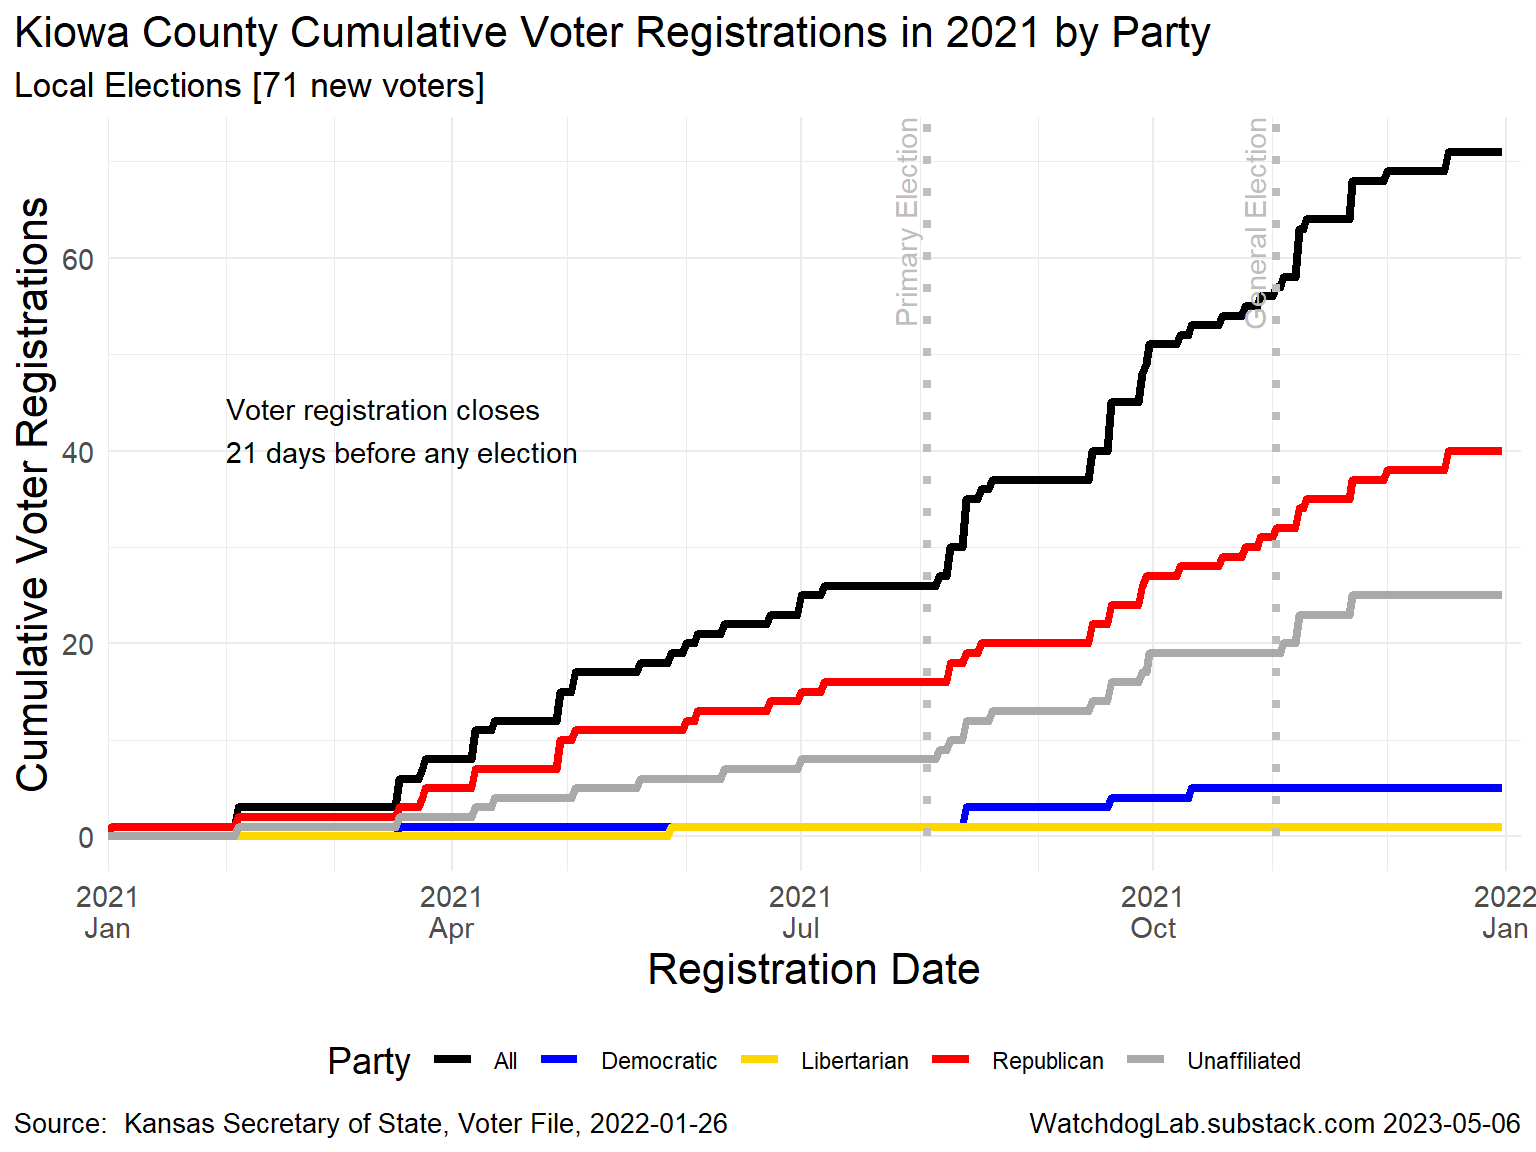 Kiowa County Cumulative Voter Registrations in 2021 by Party
Local Elections [71 new voters]
Cumulative Voter Registrations
60
40
20
0
Primary Election
General Election
Voter registration closes
21 days before any election
2021 2021 2021 2021 2022
Jan Apr Jul Oct Jan
Registration Date
Party All Democratic Libertarian Republican Unaffiliated
Source:  Kansas Secretary of State, Voter File, 2022-01-26
WatchdogLab.substack.com 2023-05-06